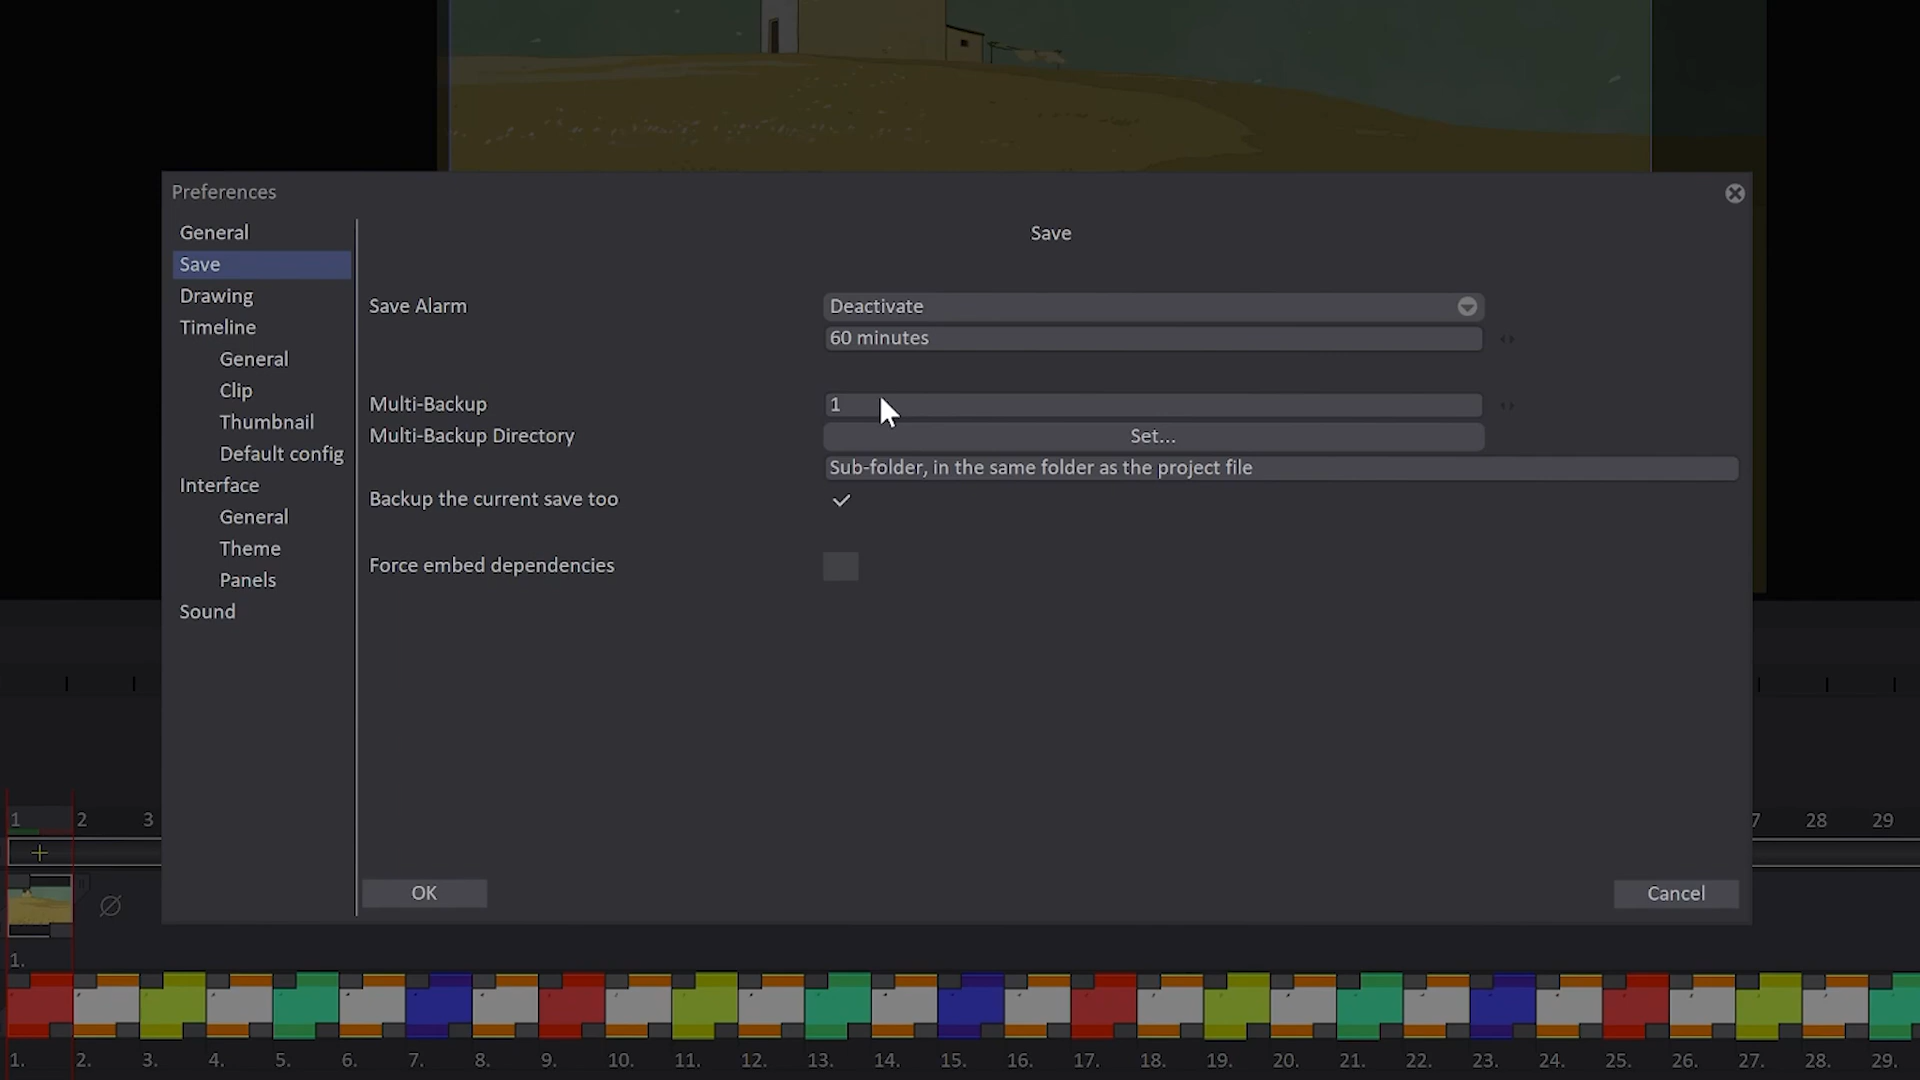 Preferences
General
Save
Drawing
Timeline
General
Clip
Thumbnail
Default config
Interface
General
Theme
Panels
Sound
Save
Save Alarm
Deactivate
60 minutes
Multi-Backup
1
Multi-Backup Directory
Set...
Sub-folder, in the same folder as the project file
Backup the current save too
Force embed dependencies
OK
Cancel
1 2 3 7 28 29
1.
1. 2. 3. 4. 5. 6. 7. 8. 9. 10. 11. 12. 13. 14. 15. 16. 17. 18. 19. 20. 21. 22. 23. 24. 25. 26. 27. 28. 29.